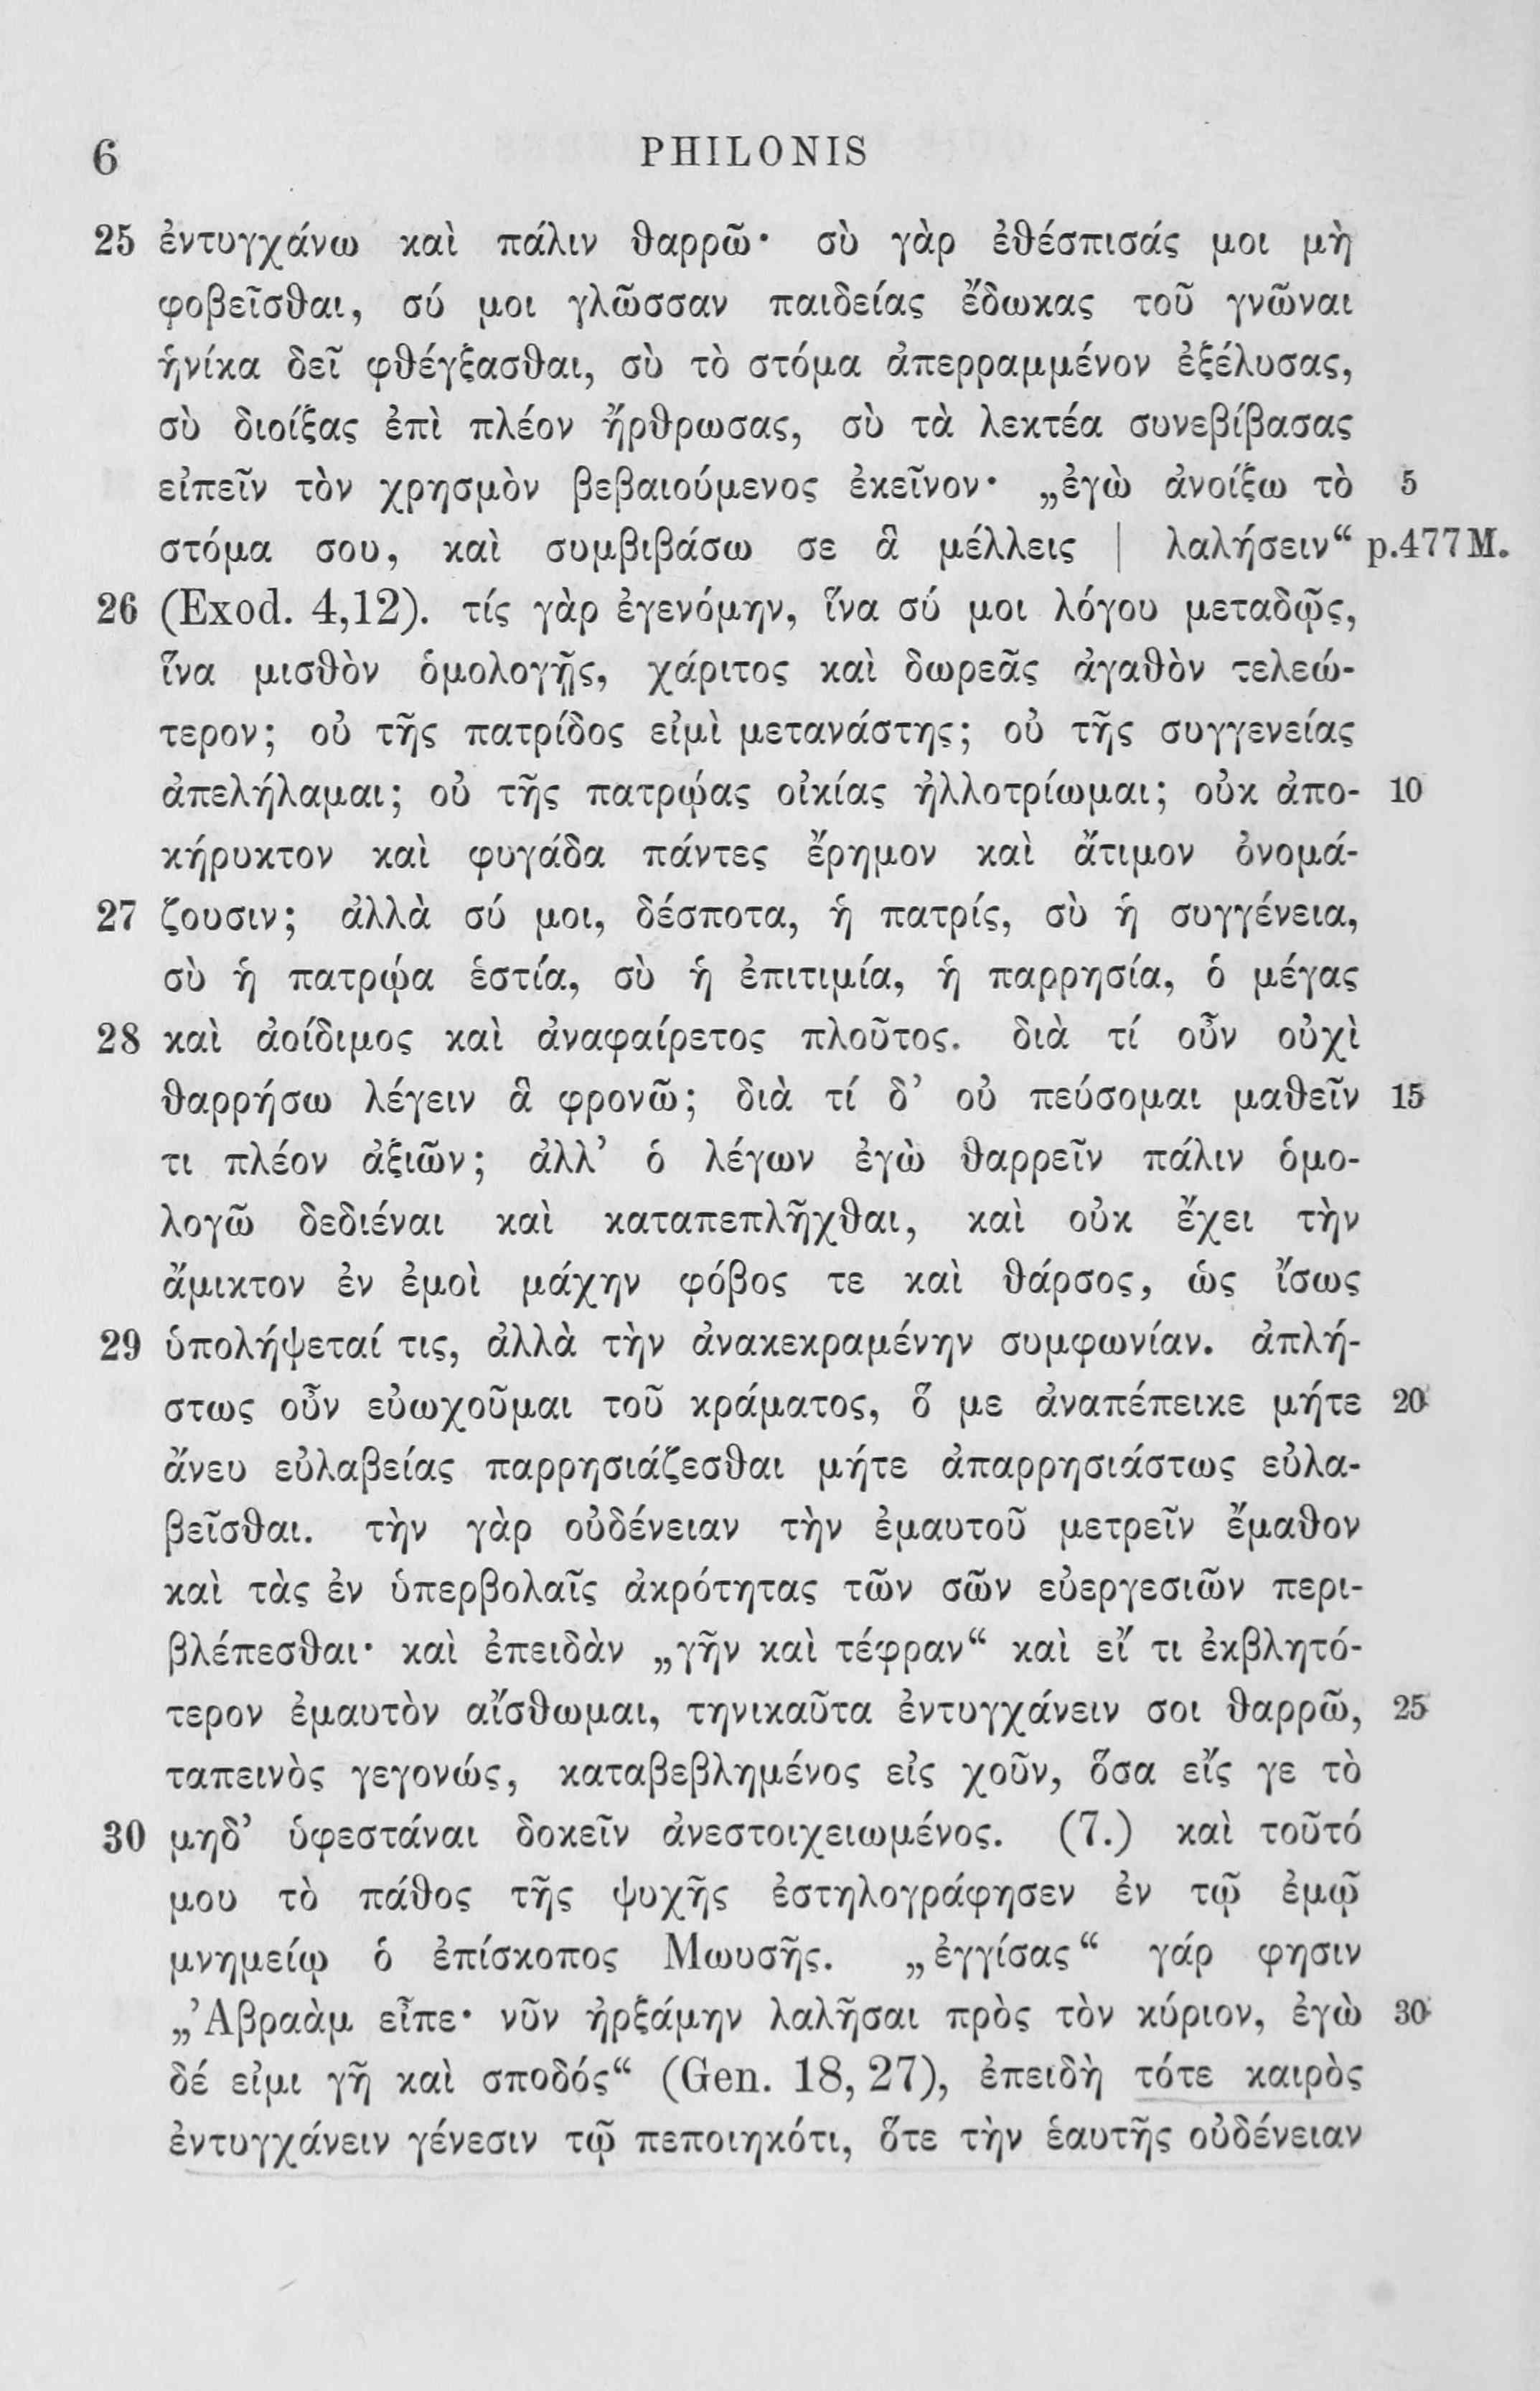 6 PHILONIS
25 ἐντυγχάνω καὶ πάλιν θαρρῶ· σὺ γὰρ ἐθέσπισάς μοι μὴ
φοβεῖσθαι, σύ μοι γλῶσσαν παιδείας ἔδωκας τοῦ γνῶναι
ἡνίκα δεῖ φθέγξασθαι, σὺ τὸ στόμα ἀπερραμμένον ἐξέλυσας,
σὺ διοίξας ἐπὶ πλέον ἤρθρωσας, σὺ τὰ λεκτέα συνεβίβασας
εἰπεῖν τὸν χρησμὸν βεβαιούμενος ἐκεῖνον· „ἐγὼ ἀνοίξω τὸ 5
στόμα σου, καὶ συμβιβάσω σε ἃ μέλλεις | λαλήσειν“ p.477M.
26 (Exod. 4,12). τίς γὰρ ἐγενόμην, ἵνα σύ μοι λόγου μεταδῷς,
ἵνα μισθὸν ὁμολογῇς, χάριτος καὶ δωρεᾶς ἀγαθὸν τελεώ-
τερον; οὐ τῆς πατρίδος εἰμὶ μετανάστης; οὐ τῆς συγγενείας
ἀπελήλαμαι; οὐ τῆς πατρῴας οἰκίας ἠλλοτρίωμαι; οὐκ ἀπο- 10
κήρυκτον καὶ φυγάδα πάντες ἔρημον καὶ ἄτιμον ὀνομά-
27 ζουσιν; ἀλλὰ σύ μοι, δέσποτα, ἡ πατρίς, σὺ ἡ συγγένεια,
σὺ ἡ πατρῴα ἑστία, σὺ ἡ ἐπιτιμία, ἡ παρρησία, ὁ μέγας
28 καὶ ἀοίδιμος καὶ ἀναφαίρετος πλοῦτος. διὰ τί οὖν οὐχὶ
θαρρήσω λέγειν ἃ φρονῶ; διὰ τί δ’ οὐ πεύσομαι μαθεῖν 15
τι πλέον ἀξιῶν; ἀλλ’ ὁ λέγων ἐγὼ θαρρεῖν πάλιν ὁμο-
λογῶ δεδιέναι καὶ καταπεπλῆχθαι, καὶ οὐκ ἔχει τὴν
ἄμικτον ἐν ἐμοὶ μάχην φόβος τε καὶ θάρσος, ὡς ἴσως
29 ὑπολήψεταί τις, ἀλλὰ τὴν ἀνακεκραμένην συμφωνίαν. ἀπλή-
στως οὖν εὐωχοῦμαι τοῦ κράματος, ὅ με ἀναπέπεικε μήτε 20
ἄνευ εὐλαβείας παρρησιάζεσθαι μήτε ἀπαρρησιάστως εὐλα-
βεῖσθαι. τὴν γὰρ οὐδένειαν τὴν ἐμαυτοῦ μετρεῖν ἔμαθον
καὶ τὰς ἐν ὑπερβολαῖς ἀκρότητας τῶν σῶν εὐεργεσιῶν περι-
βλέπεσθαι· καὶ ἐπειδὰν „γῆν καὶ τέφραν“ καὶ εἴ τι ἐκβλητό-
τερον ἐμαυτὸν αἴσθωμαι, τηνικαῦτα ἐντυγχάνειν σοι θαρρῶ, 25
ταπεινὸς γεγονώς, καταβεβλημένος εἰς χοῦν, ὅσα εἴς γε τὸ
30 μηδ’ ὑφεστάναι δοκεῖν ἀνεστοιχειωμένος. (7.) καὶ τοῦτό
μου τὸ πάθος τῆς ψυχῆς ἐστηλογράφησεν ἐν τῷ ἐμῷ
μνημείῳ ὁ ἐπίσκοπος Μωυσῆς. „ἐγγίσας“ γάρ φησιν
„Ἀβραὰμ εἶπε· νῦν ἠρξάμην λαλῆσαι πρὸς τὸν κύριον, ἐγὼ 30
δέ εἰμι γῆ καὶ σποδός“ (Gen. 18, 27), ἐπειδὴ τότε καιρὸς
ἐντυγχάνειν γένεσιν τῷ πεποιηκότι, ὅτε τὴν ἑαυτῆς οὐδένειαν